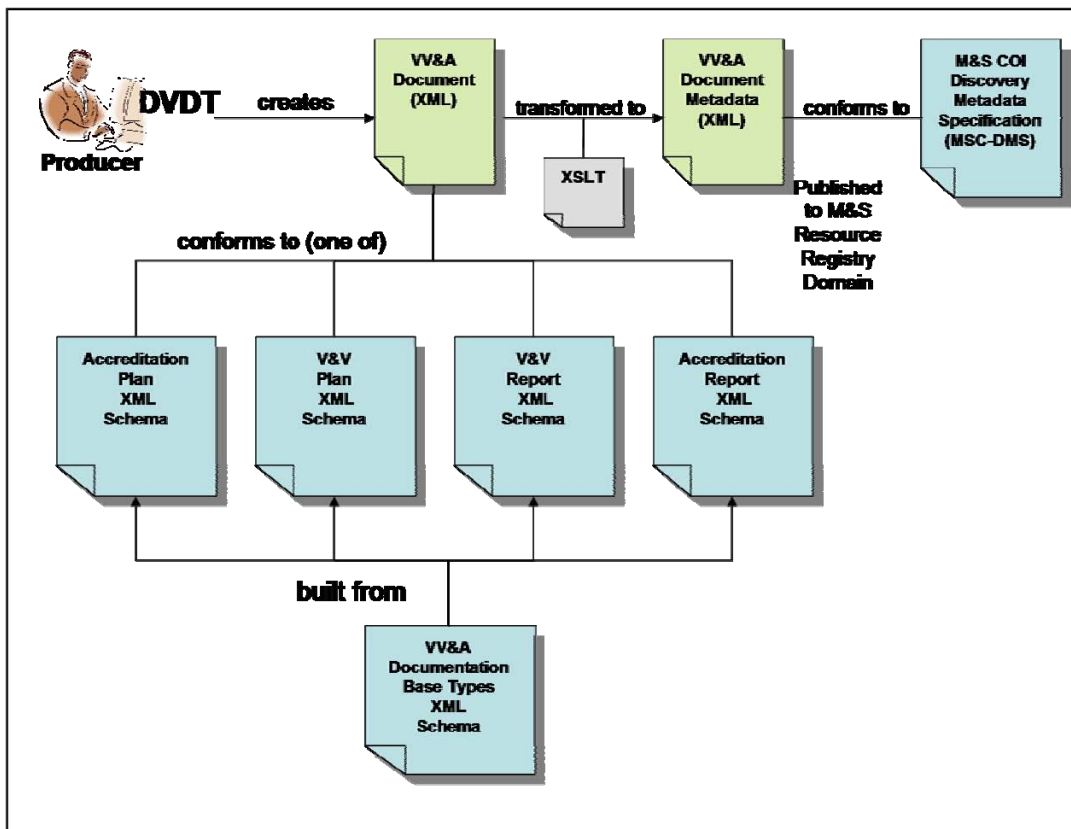 DVDT
Producer
creates
VV&A
Document
(XML)
transformed to
XSLT
VV&A
Document
Metadata
(XML)
conforms to
M&S COI
Discovery
Metadata
Specification
(MSC-DMS)
Published
to M&S
Resource
Registry
Domain
conforms to (one of)
Accreditation
Plan
XML
Schema
V&V
Plan
XML
Schema
V&V
Report
XML
Schema
Accreditation
Report
XML
Schema
built from
VV&A
Documentation
Base Types
XML
Schema